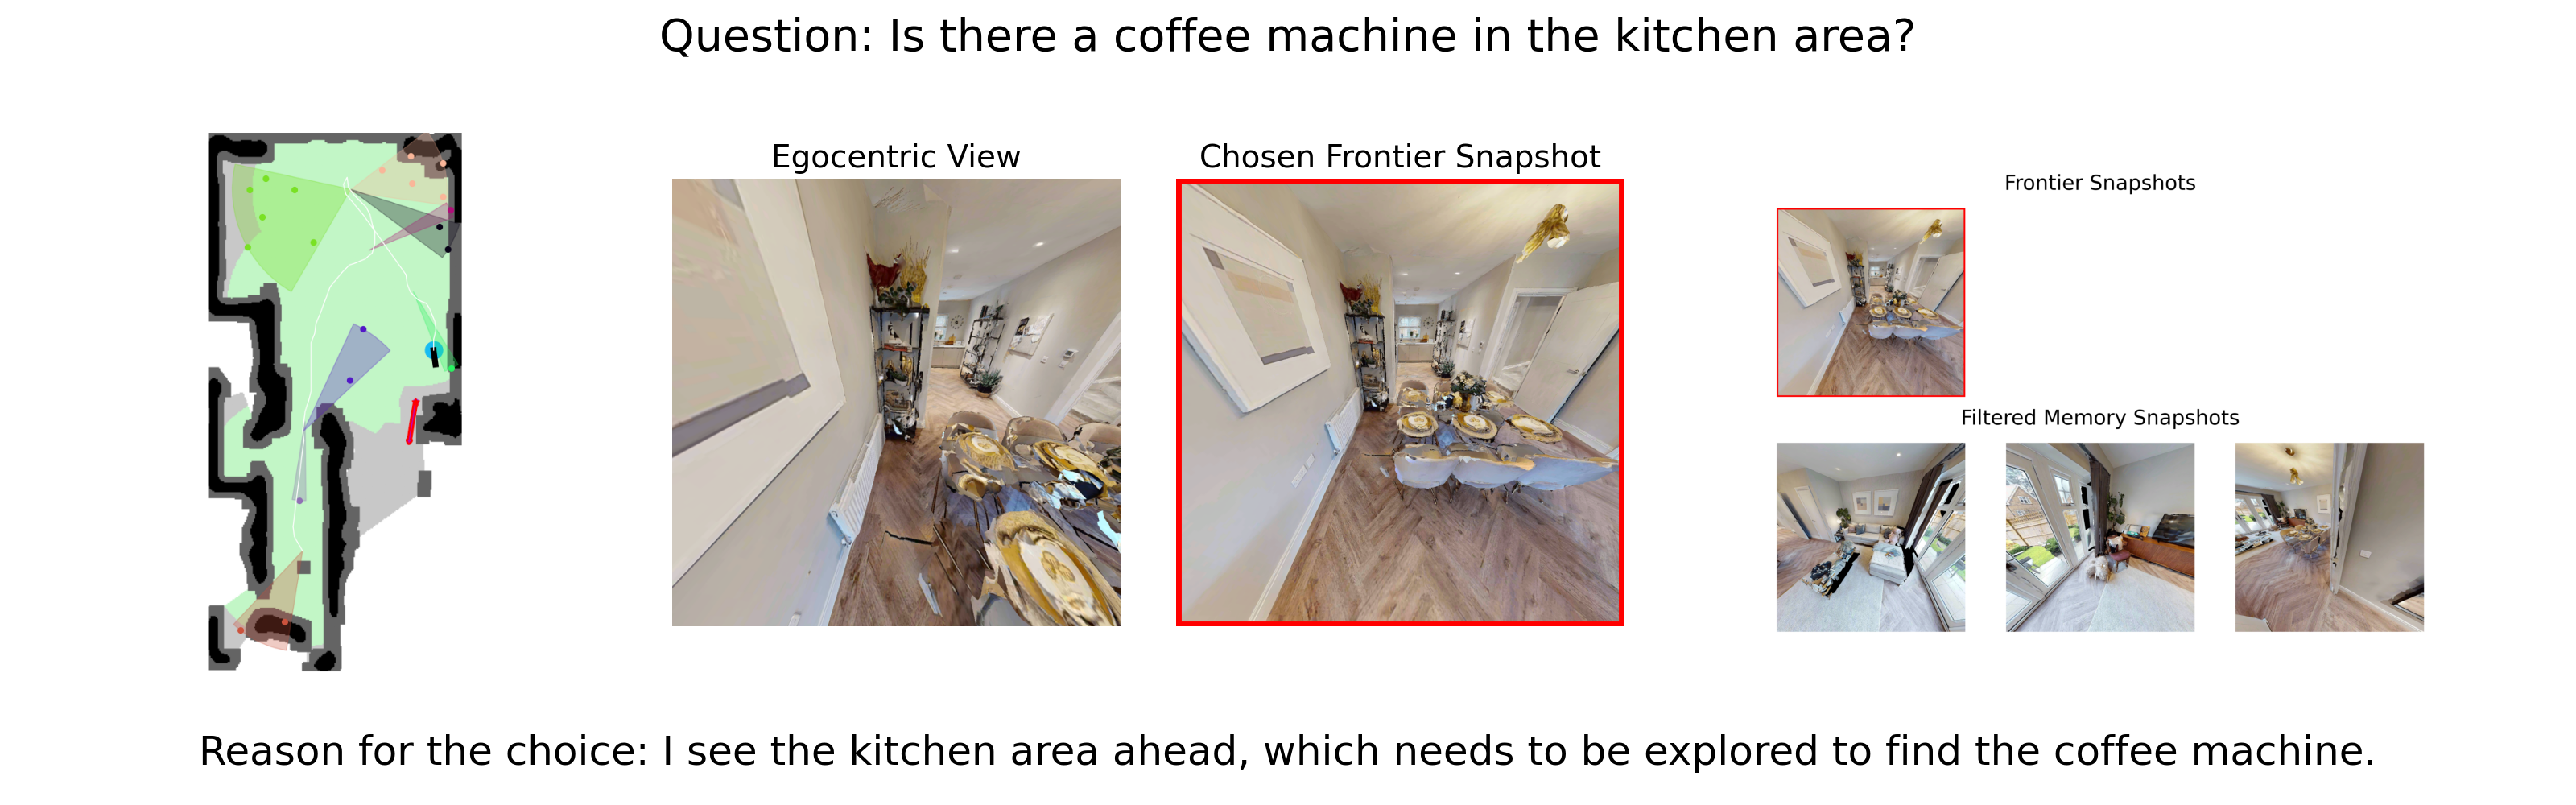 Question: Is there a coffee machine in the kitchen area?
Egocentric View
Chosen Frontier Snapshot
Frontier Snapshots
Filtered Memory Snapshots
Reason for the choice: I see the kitchen area ahead, which needs to be explored to find the coffee machine.